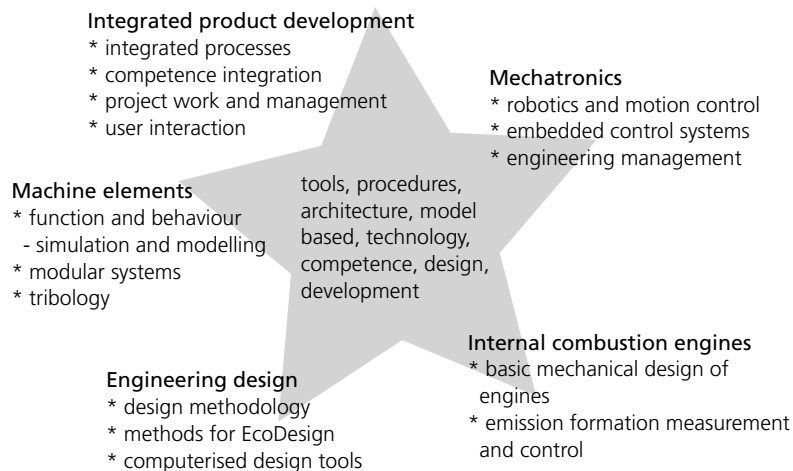 Integrated product development
* integrated processes
* competence integration
* project work and management
* user interaction
Mechatronics
* robotics and motion control
* embedded control systems
* engineering management
Machine elements
* function and behaviour
- simulation and modelling
* modular systems
* tribology
tools, procedures,
architecture, model
based, technology,
competence, design,
development
Internal combustion engines
* basic mechanical design of
engines
* emission formation measurement
and control
Engineering design
* design methodology
* methods for EcoDesign
* computerised design tools